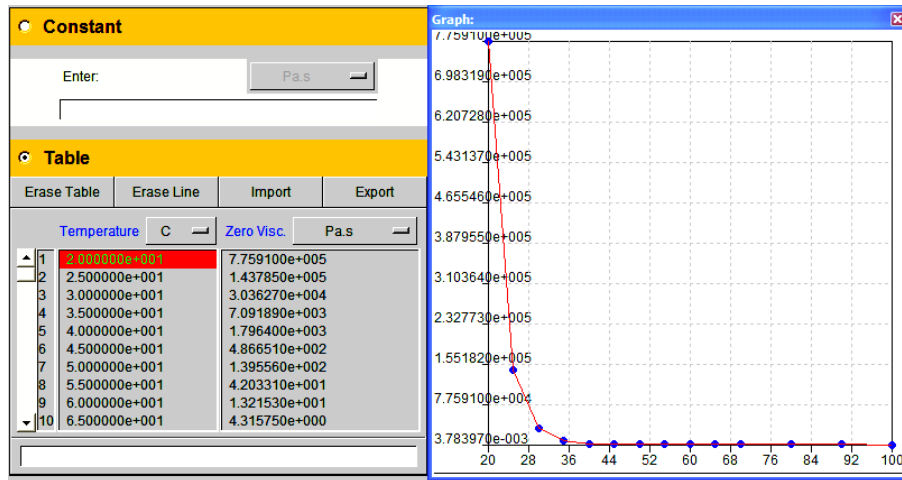 Constant
Enter:
Pa.s
Table
Erase Table Erase Line Import Export
Temperature C Zero Visc. Pa.s
1 2.000000e+001 7.759100e+005
2 2.500000e+001 1.437850e+005
3 3.000000e+001 3.036270e+004
4 3.500000e+001 7.091890e+003
5 4.000000e+001 1.796400e+003
6 4.500000e+001 4.866510e+002
7 5.000000e+001 1.395560e+002
8 5.500000e+001 4.203310e+001
9 6.000000e+001 1.321530e+001
10 6.500000e+001 4.315750e+000
Graph:
7.759100e+005
6.983190e+005
6.207280e+005
5.431370e+005
4.655460e+005
3.879550e+005
3.103640e+005
2.327730e+005
1.551820e+005
7.759100e+004
3.783970e-003
20 28 36 44 52 60 68 76 84 92 100